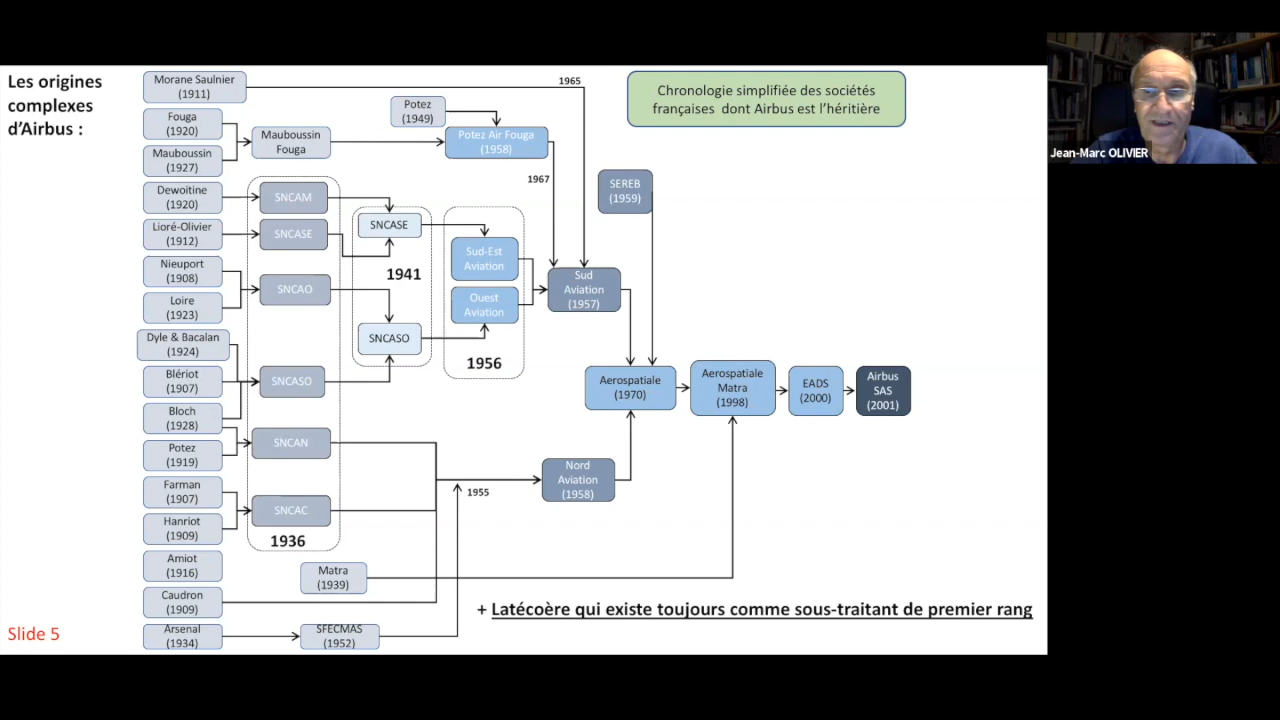 Les origines
complexes
d'Airbus :
Chronologie simplifiée des sociétés
françaises dont Airbus est l'héritière
Morane Saulnier
(1911)
1965
Fouga
(1920)
Mauboussin
(1927)
Mauboussin
Fouga
Potez
(1949)
Potez Air Fouga
(1958)
1967
Dewoitine
(1920)
Lioré-Olivier
(1912)
Nieuport
(1908)
Loire
(1923)
Dyle & Bacalan
(1924)
Blériot
(1907)
Bloch
(1928)
Potez
(1919)
Farman
(1907)
Hanriot
(1909)
Amiot
(1916)
Caudron
(1909)
Arsenal
(1934)
SNCAM
SNCASE
SNCAO
SNCASO
SNCAN
SNCAC
1936
SNCASE
1941
SNCASO
Sud-Est
Aviation
Ouest
Aviation
1956
Sud
Aviation
(1957)
SEREB
(1959)
Aerospatiale
(1970)
Aerospatiale
Matra
(1998)
EADS
(2000)
Airbus
SAS
(2001)
Nord
Aviation
(1958)
1955
Matra
(1939)
SFECMAS
(1952)
+ Latécoère qui existe toujours comme sous-traitant de premier rang
Slide 5
Jean-Marc OLIVIER